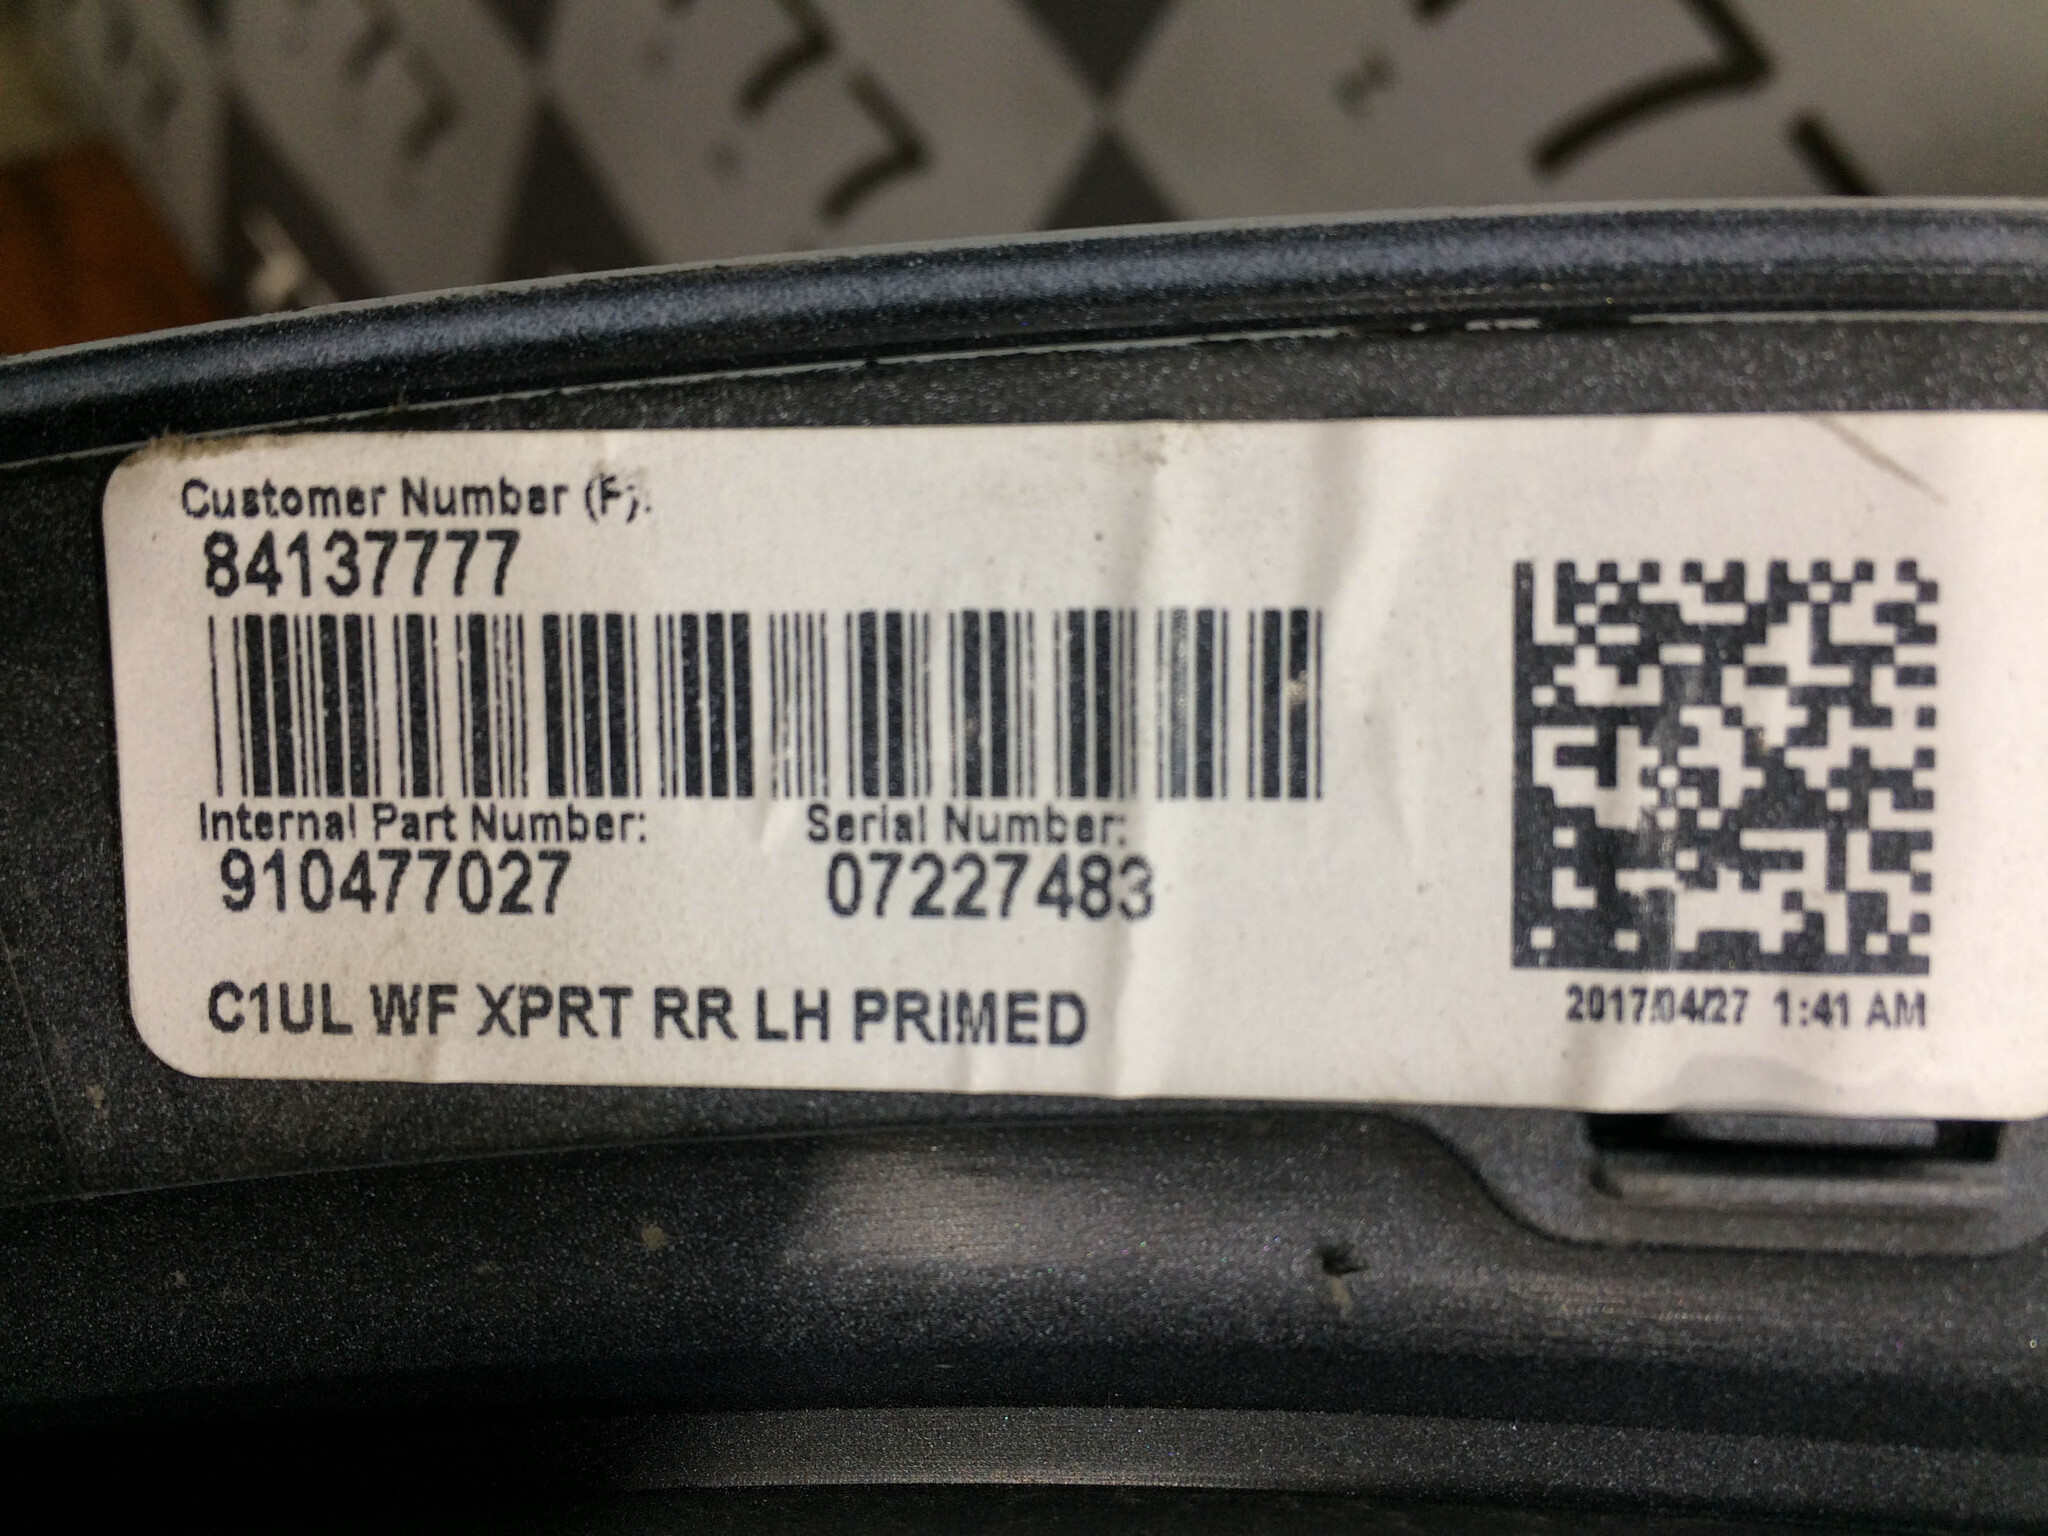 Customer Number (P):
84137777
Internal Part Number: Serial Number:
910477027 07227483
C1UL WF XPRT RR LH PRIMED
2017/04/27 1:41 AM